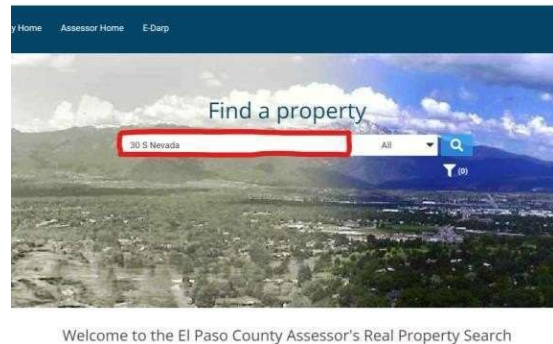 y Home Assessor Home E-Darp
Find a property
30 S Nevada All
(0)
Welcome to the El Paso County Assessor's Real Property Search